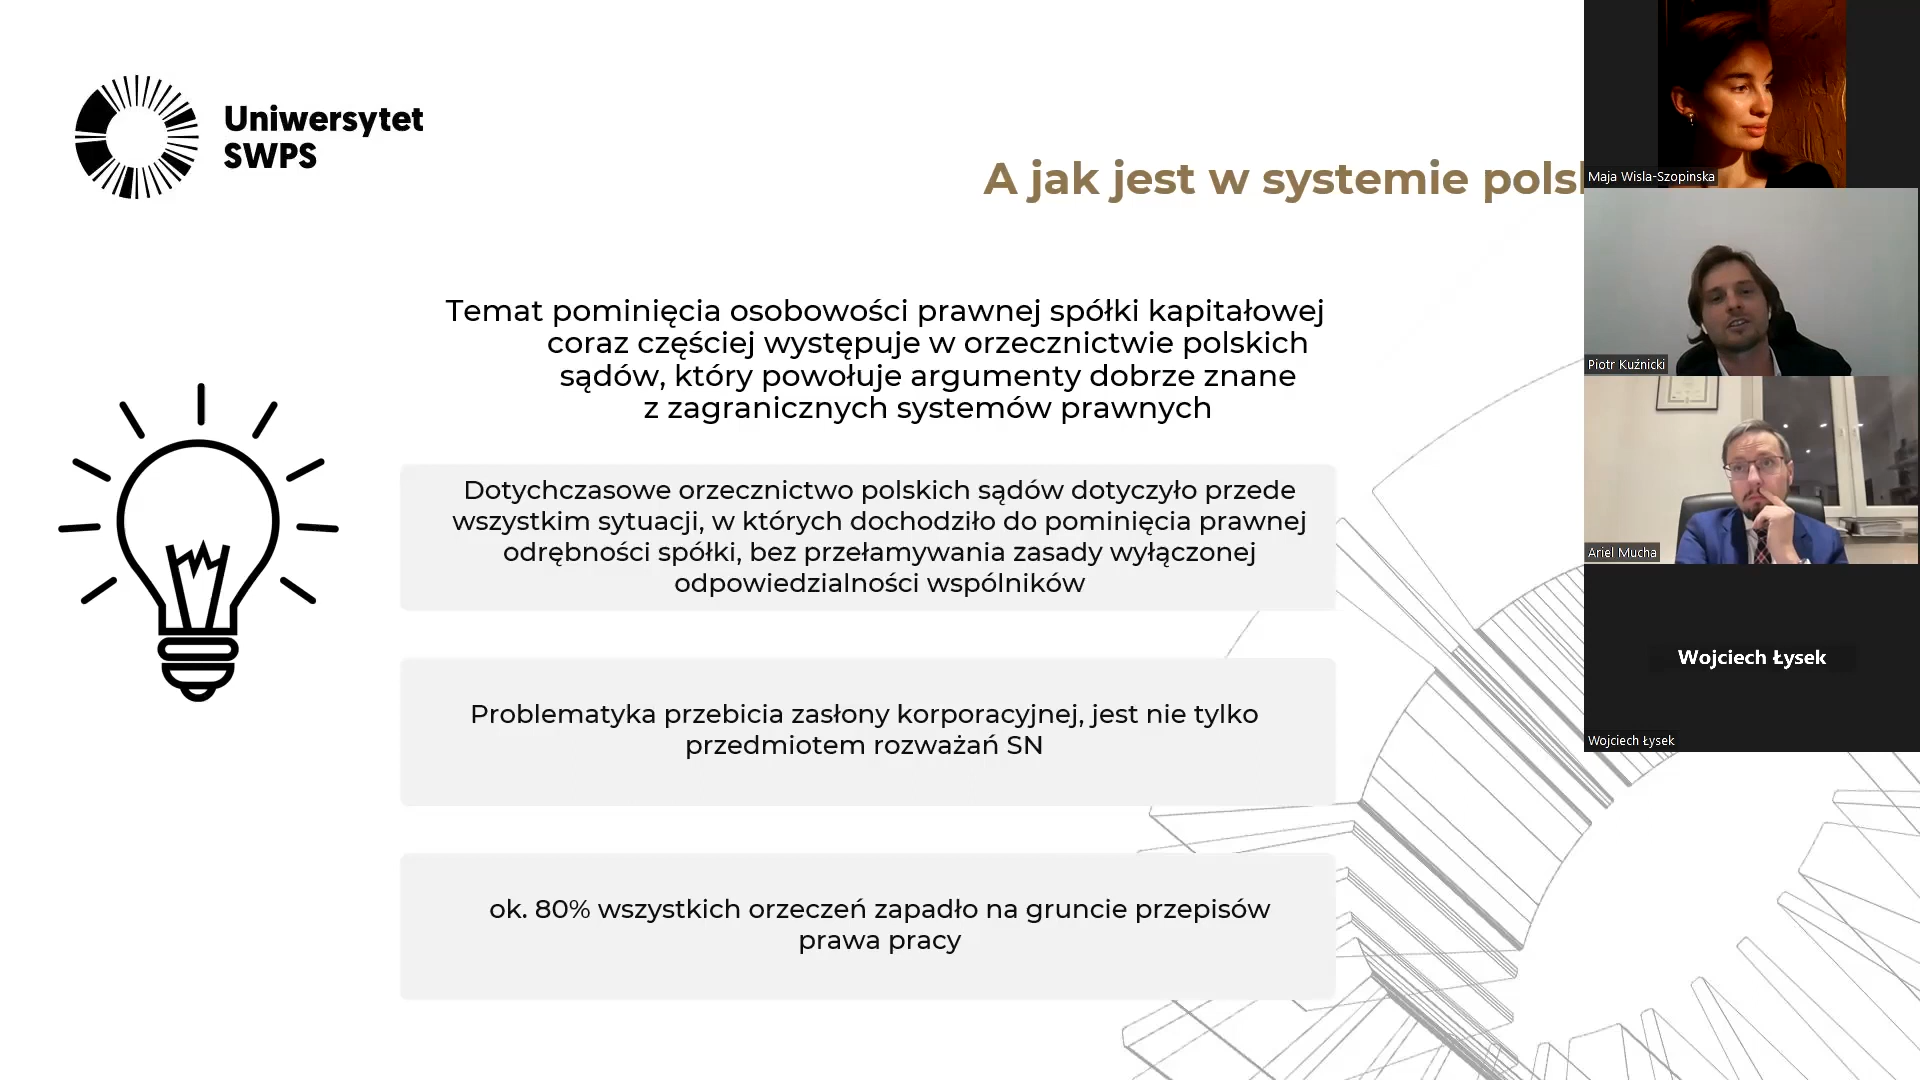 Uniwersytet
SWPS
A jak jest w systemie
Temat pominięcia osobowości prawnej spółki kapitałowej
coraz częściej występuje w orzecznictwie polskich
sądów, który powołuje argumenty dobrze znane
z zagranicznych systemów prawnych
Dotychczasowe orzecznictwo polskich sądów dotyczyło przede
wszystkim sytuacji, w których dochodziło do pominięcia prawnej
odrębności spółki, bez przełamywania zasady wyłączonej
odpowiedzialności wspólników
Problematyka przebicia zasłony korporacyjnej, jest nie tylko
przedmiotem rozważań SN
ok. 80% wszystkich orzeczeń zapadło na gruncie przepisów
prawa pracy
Maja Wisla-Szopinska
Piotr Kuźnicki
Ariel Mucha
Wojciech Łysek
Wojciech Łysek